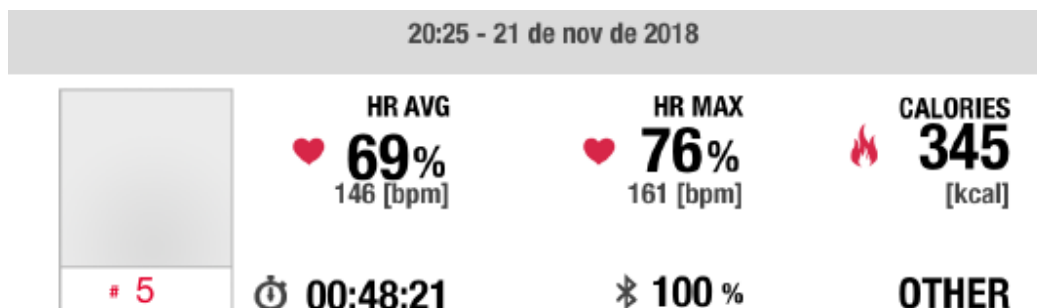 20:25 - 21 de nov de 2018
HR AVG
69%
146 [bpm]
HR MAX
76%
161 [bpm]
CALORIES
345
[kcal]
# 5
00:48:21
100 %
OTHER